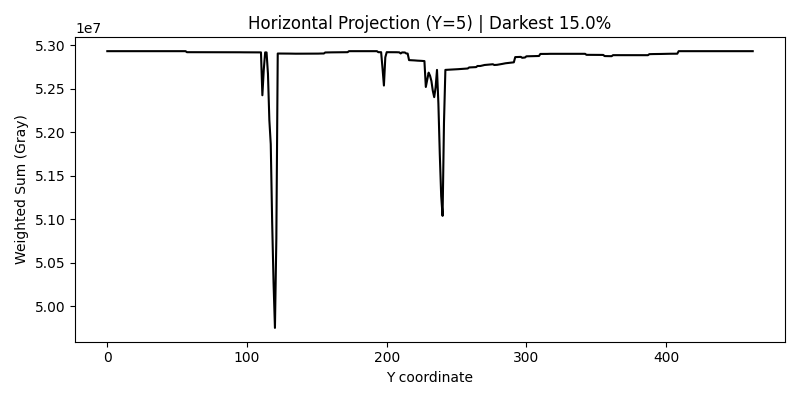 Horizontal Projection (Y=5) | Darkest 15.0%
1e7
5.30
5.25
5.20
5.15
5.10
5.05
5.00
Weighted Sum (Gray)
0 100 200 300 400
Y coordinate